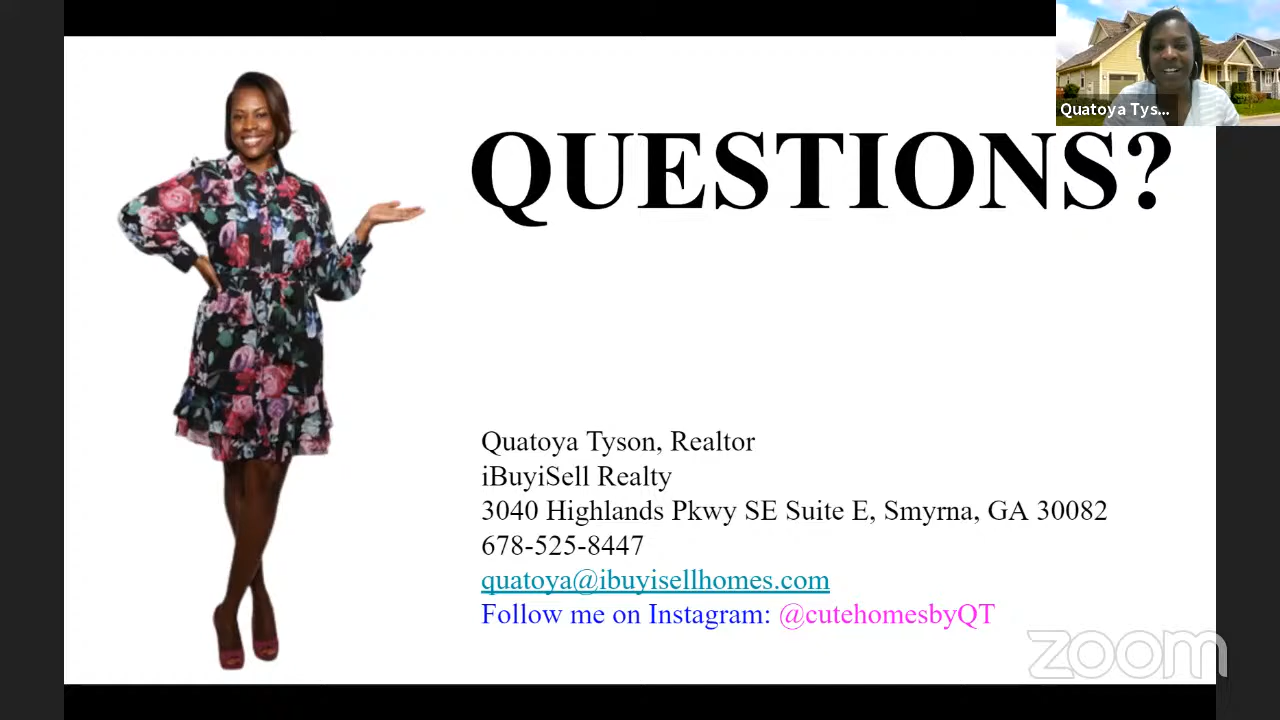 Quatoya Tys...
QUESTIONS?
Quatoya Tyson, Realtor
iBuyiSell Realty
3040 Highlands Pkwy SE Suite E, Smyrna, GA 30082
678-525-8447
quatoya@ibuyisellhomes.com
Follow me on Instagram: @cutehomesbyQT
zoom